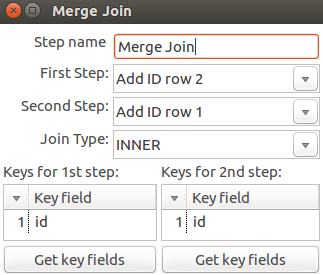 Merge Join
Step name Merge Join
First Step: Add ID row 2
Second Step: Add ID row 1
Join Type: INNER
Keys for 1st step: Keys for 2nd step:
Key field Key field
1 id 1 id
Get key fields Get key fields